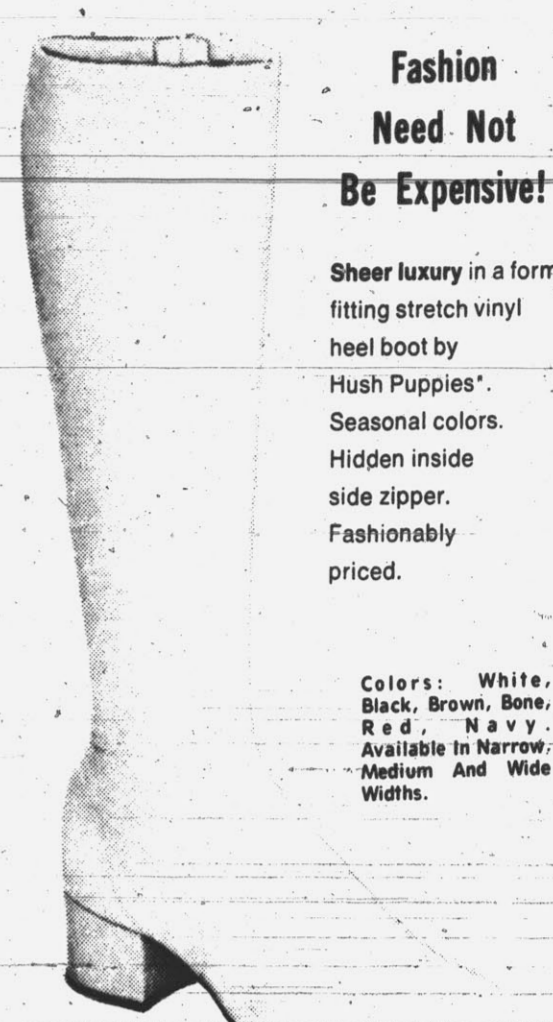 Fashion
Need Not
Be Expensive!
Sheer luxury in a form
fitting stretch vinyl
heel boot by
Hush Puppies®.
Seasonal colors.
Hidden inside
side zipper.
Fashionably
priced.
Colors: White,
Black, Brown, Bone,
Red, Navy.
Available In Narrow,
Medium And Wide
Widths.